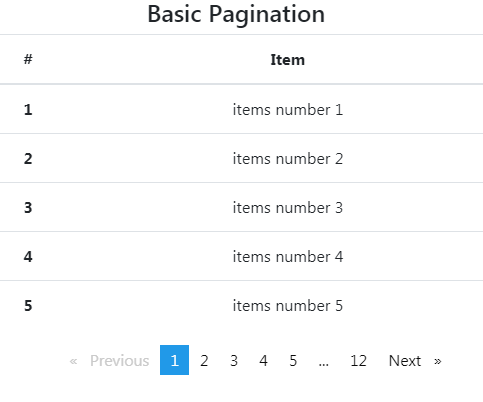 Basic Pagination
# Item
1 items number 1
2 items number 2
3 items number 3
4 items number 4
5 items number 5
« Previous 1 2 3 4 5 ... 12 Next »